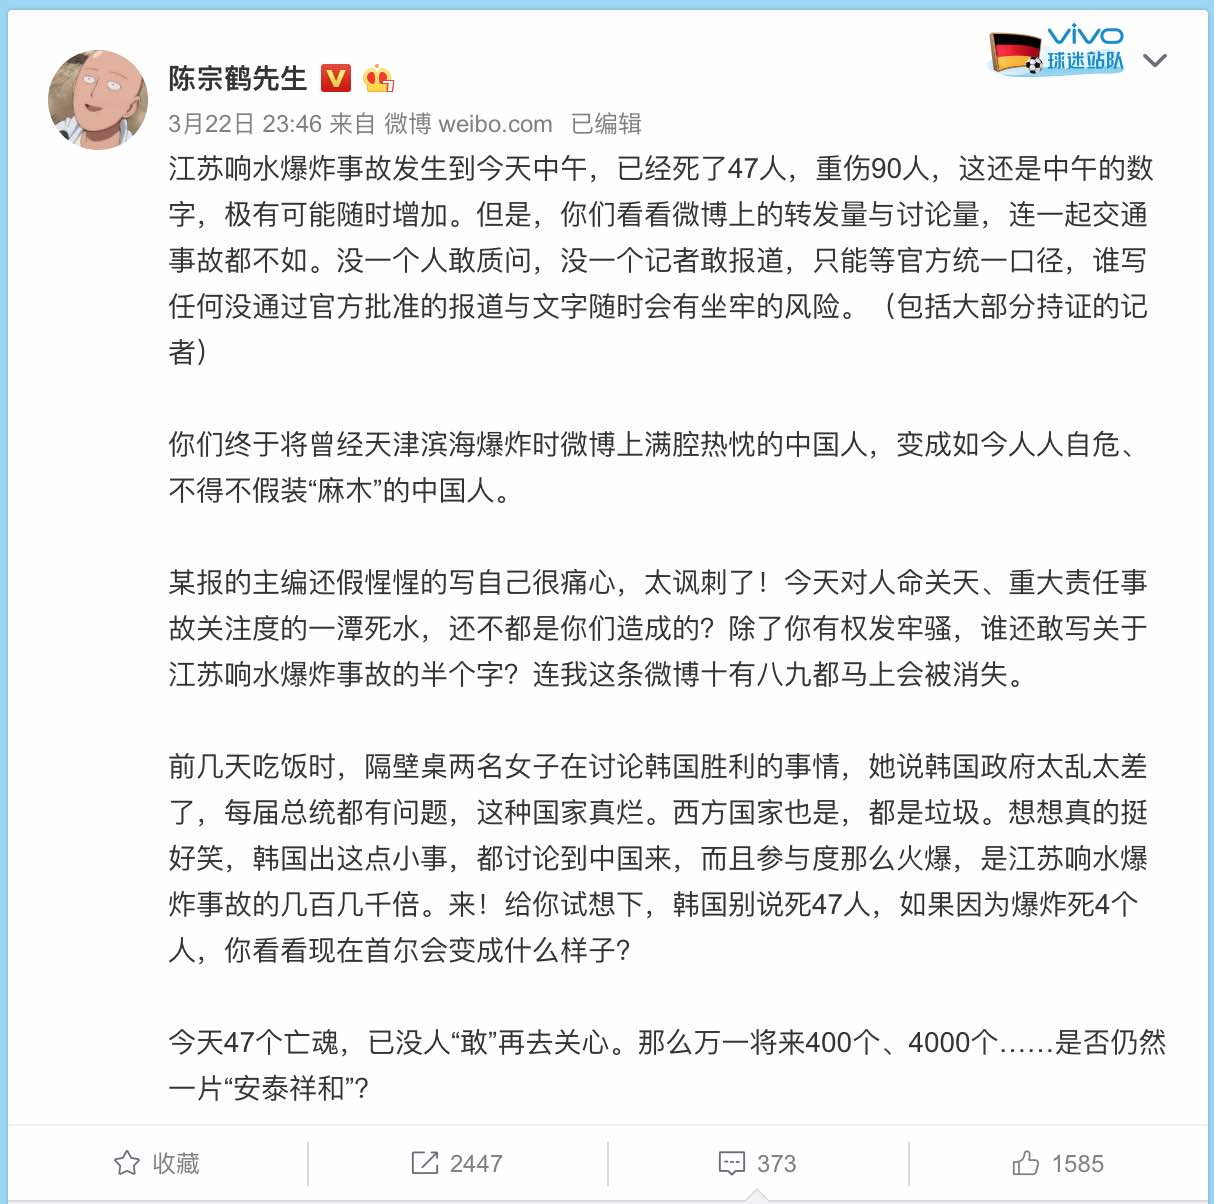 vivo
球迷站队
陈宗鹤先生
3月22日 23:46 来自 微博 weibo.com 已编辑
江苏响水爆炸事故发生到今天中午，已经死了47人，重伤90人，这还是中午的数
字，极有可能随时增加。但是，你们看看微博上的转发量与讨论量，连一起交通
事故都不如。没一个人敢质问，没一个记者敢报道，只能等官方统一口径，谁写
任何没通过官方批准的报道与文字随时会有坐牢的风险。（包括大部分持证的记
者）
你们终于将曾经天津滨海爆炸时微博上满腔热忱的中国人，变成如今人人自危、
不得不假装“麻木”的中国人。
某报的主编还假惺惺的写自己很痛心，太讽刺了！今天对人命关天、重大责任事
故关注度的一潭死水，还不都是你们造成的？除了你有权发牢骚，谁还敢写关于
江苏响水爆炸事故的半个字？连我这条微博十有八九都马上会被消失。
前几天吃饭时，隔壁桌两名女子在讨论韩国胜利的事情，她说韩国政府太乱太差
了，每届总统都有问题，这种国家真烂。西方国家也是，都是垃圾。想想真的挺
好笑，韩国出这点小事，都讨论到中国来，而且参与度那么火爆，是江苏响水爆
炸事故的几百几千倍。来！给你试想下，韩国别说死47人，如果因为爆炸死4个
人，你看看现在首尔会变成什么样子？
今天47个亡魂，已没人“敢”再去关心。那么万一将来400个、4000个……是否仍然
一片“安泰祥和”？
收藏 2447 373 1585